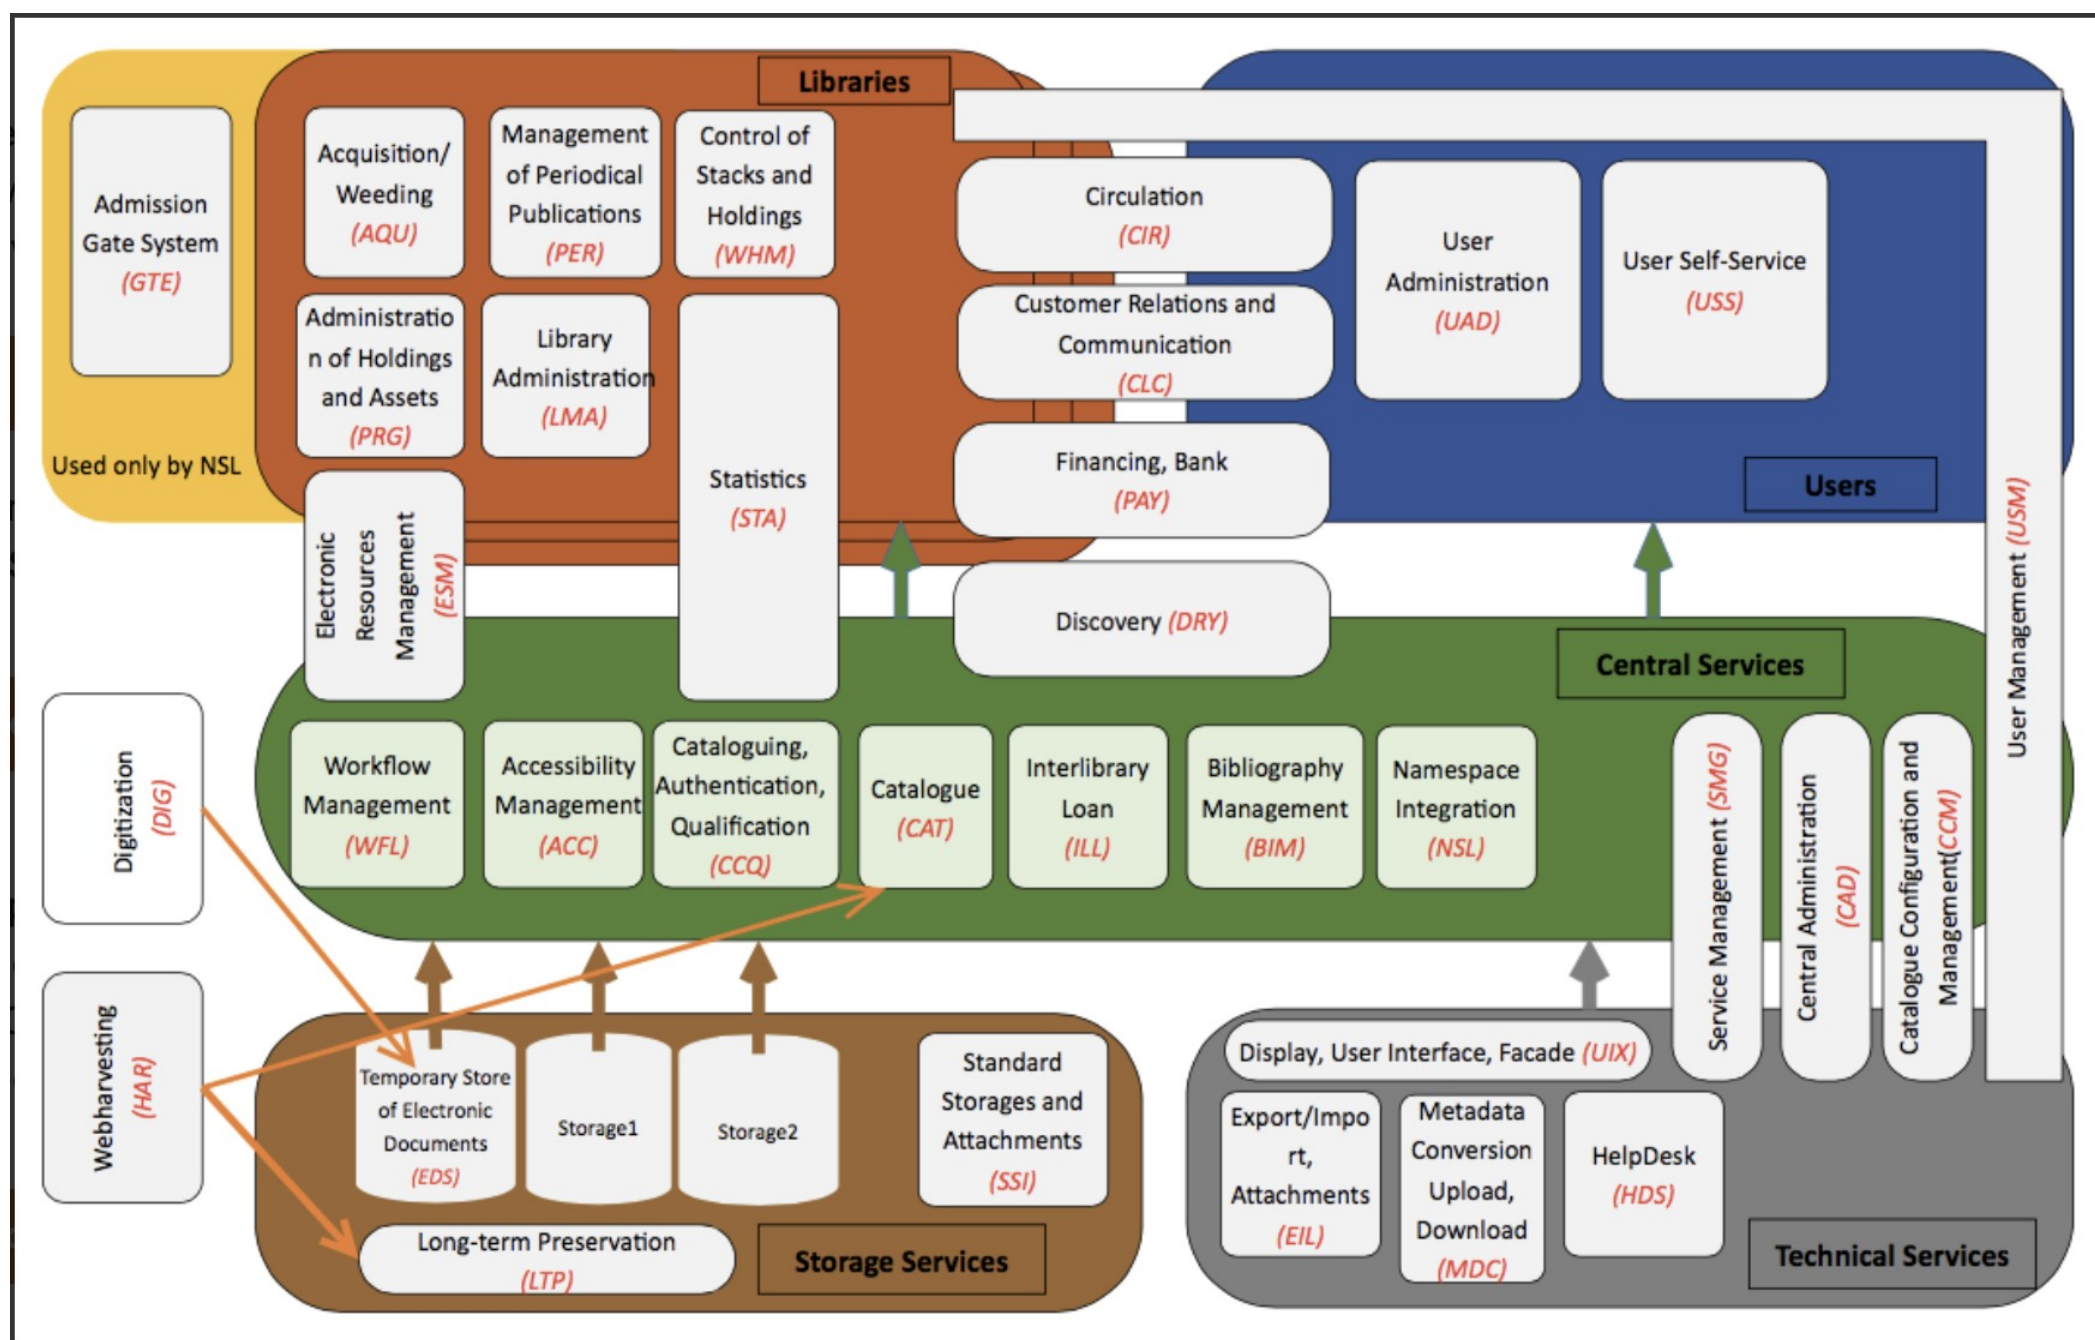 Libraries
Admission
Gate System
(GTE)
Used only by NSL
Acquisition/
Weeding
(AQU)
Management
of Periodical
Publications
(PER)
Control of
Stacks and
Holdings
(WHM)
Administratio
n of Holdings
and Assets
(PRG)
Library
Administration
(LMA)
Statistics
(STA)
Electronic
Resources
Management
(ESM)
Circulation
(CIR)
Customer Relations and
Communication
(CLC)
Financing, Bank
(PAY)
Discovery (DRY)
User
Administration
(UAD)
User Self-Service
(USS)
Users
User Management (USM)
Central Services
Digitization
(DIG)
Workflow
Management
(WFL)
Accessibility
Management
(ACC)
Cataloguing,
Authentication,
Qualification
(CCQ)
Catalogue
(CAT)
Interlibrary
Loan
(ILL)
Bibliography
Management
(BIM)
Namespace
Integration
(NSL)
Service Management (SMG)
Central Administration
(CAD)
Catalogue Configuration and
Management(CCM)
Webharvesting
(HAR)
Temporary Store
of Electronic
Documents
(EDS)
Storage1
Storage2
Standard
Storages and
Attachments
(SSI)
Long-term Preservation
(LTP)
Storage Services
Display, User Interface, Facade (UIX)
Export/Impo
rt,
Attachments
(EIL)
Metadata
Conversion
Upload,
Download
(MDC)
HelpDesk
(HDS)
Technical Services